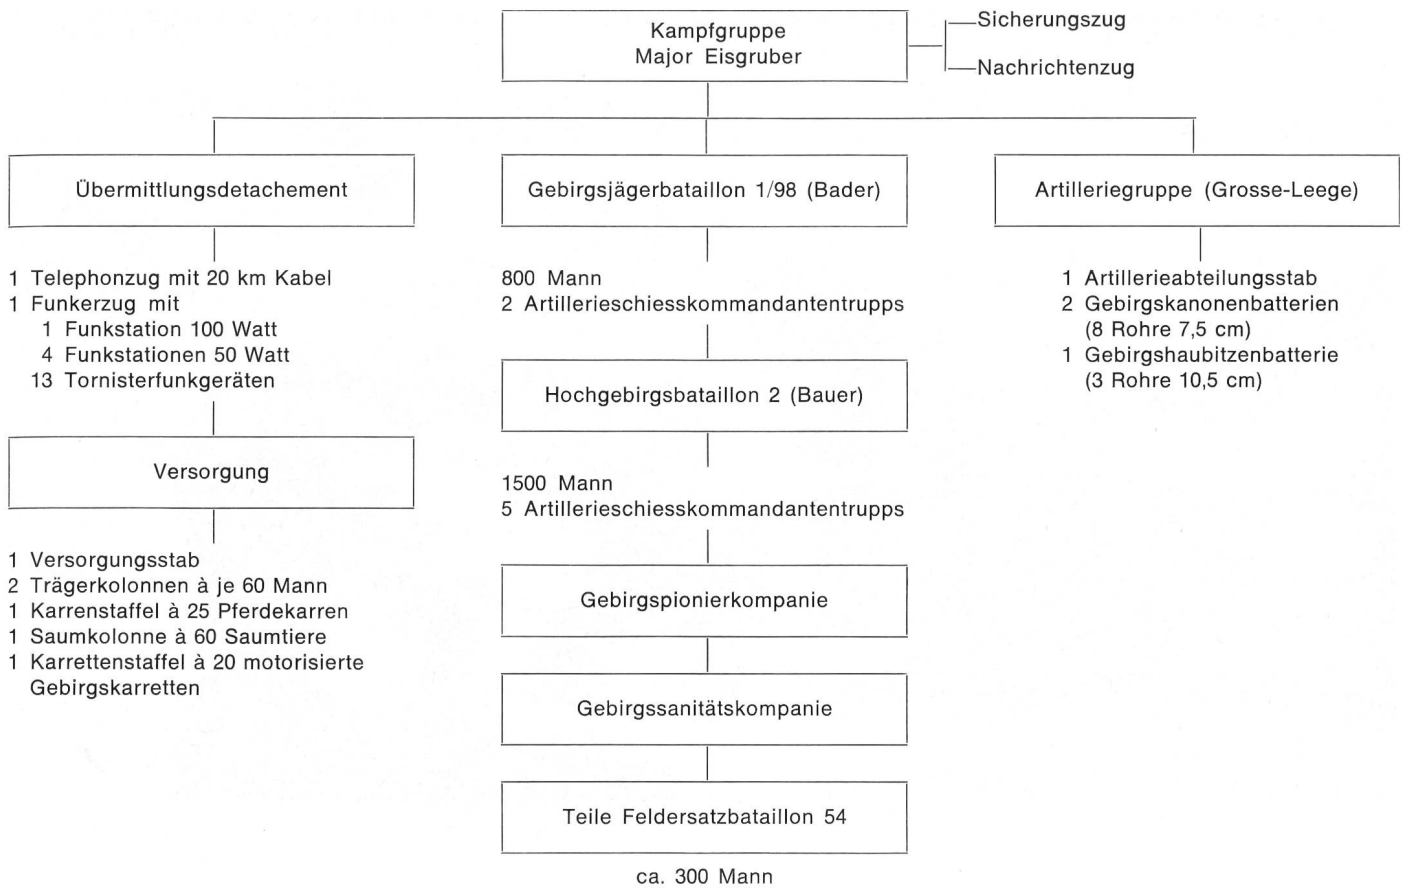 Kampfgruppe
Major Eisgruber
Sicherungszug
Nachrichtenzug
Übermittlungsdetachement
1 Telephonzug mit 20 km Kabel
1 Funkerzug mit
1 Funkstation 100 Watt
4 Funkstationen 50 Watt
13 Tornisterfunkgeräten
Versorgung
1 Versorgungsstab
2 Trägerkolonnen à je 60 Mann
1 Karrenstaffel à 25 Pferdekarren
1 Saumkolonne à 60 Saumtiere
1 Karrettenstaffel à 20 motorisierte
Gebirgskarretten
Gebirgsjägerbataillon 1/98 (Bader)
800 Mann
2 Artillerieschiesskommandantentrupps
Hochgebirgsbataillon 2 (Bauer)
1500 Mann
5 Artillerieschiesskommandantentrupps
Gebirgspionierkompanie
Gebirgssanitätskompanie
Teile Feldersatzbataillon 54
ca. 300 Mann
Artilleriegruppe (Grosse-Leege)
1 Artillerieabteilungsstab
2 Gebirgskanonenbatterien
(8 Rohre 7,5 cm)
1 Gebirgshaubitzenbatterie
(3 Rohre 10,5 cm)